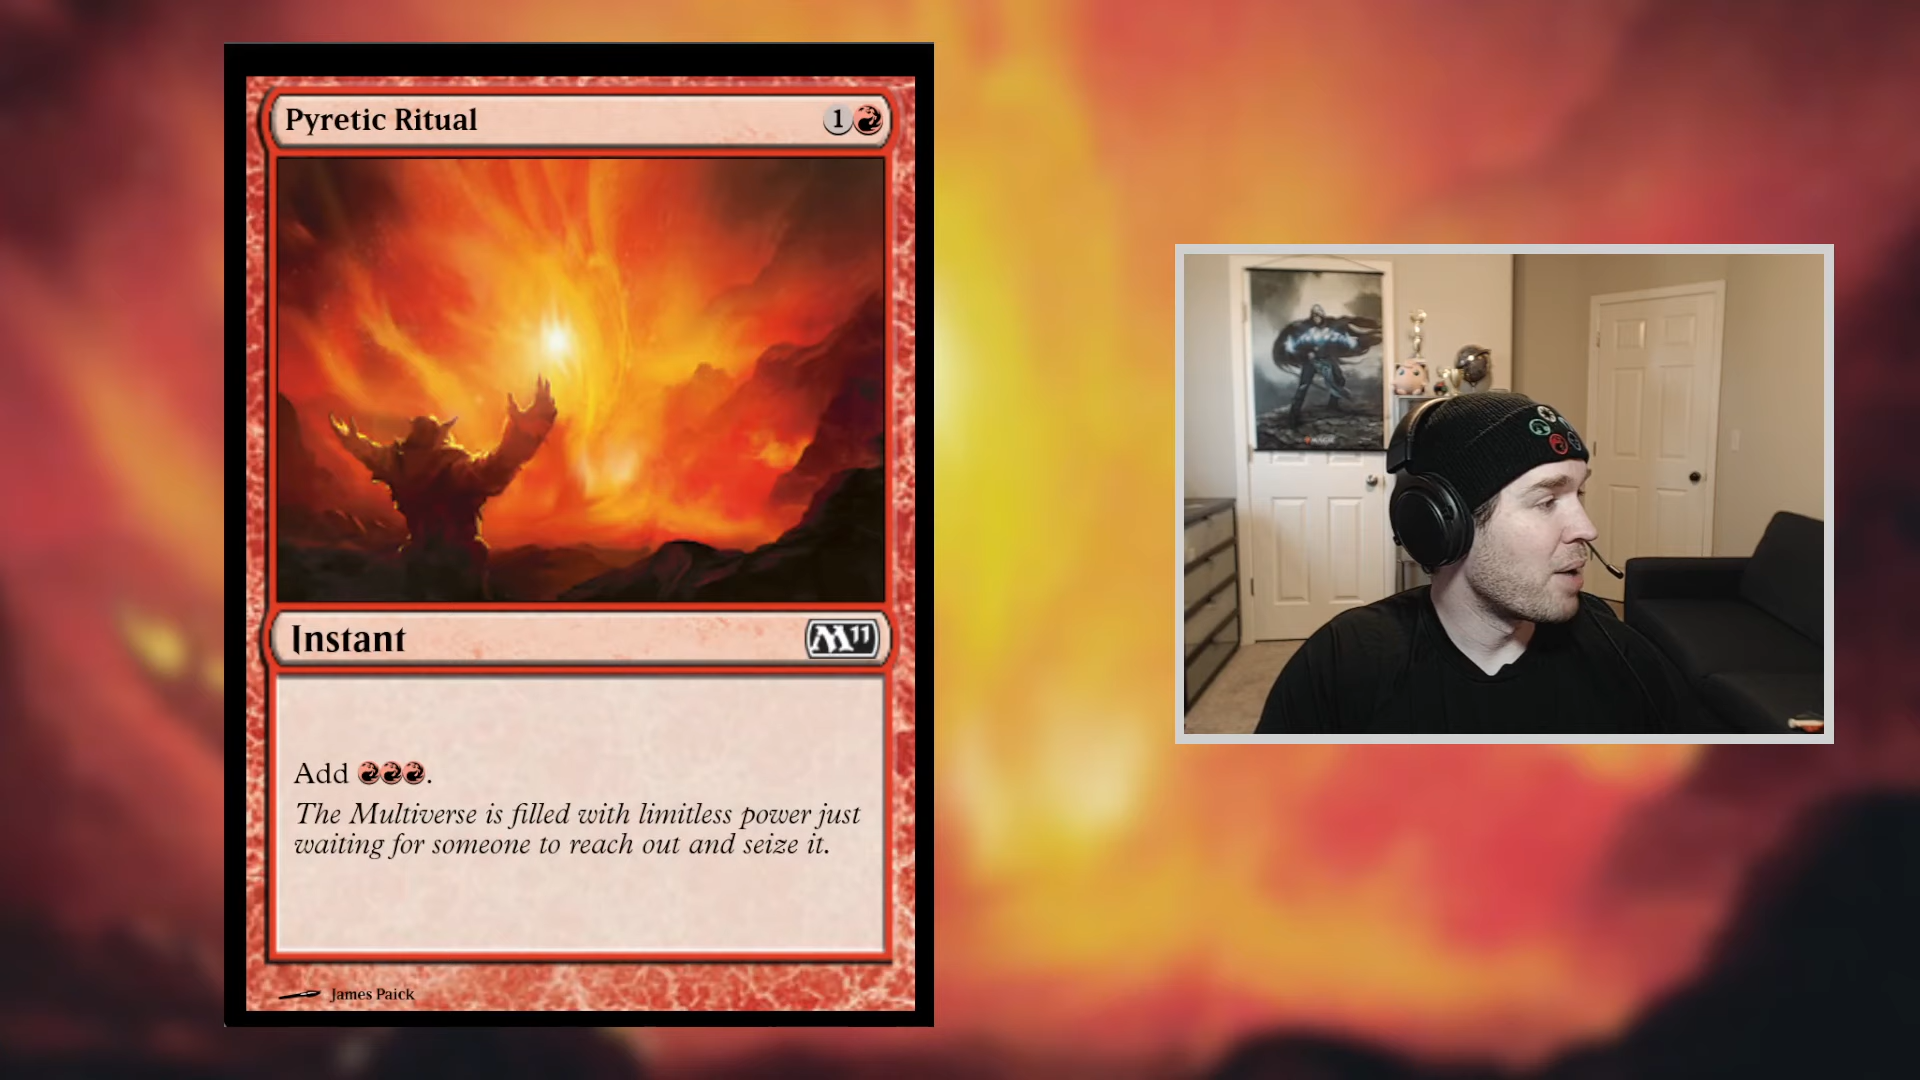 Pyretic Ritual
1
Instant
M11
Add
.
The Multiverse is filled with limitless power just
waiting for someone to reach out and seize it.
James Paick